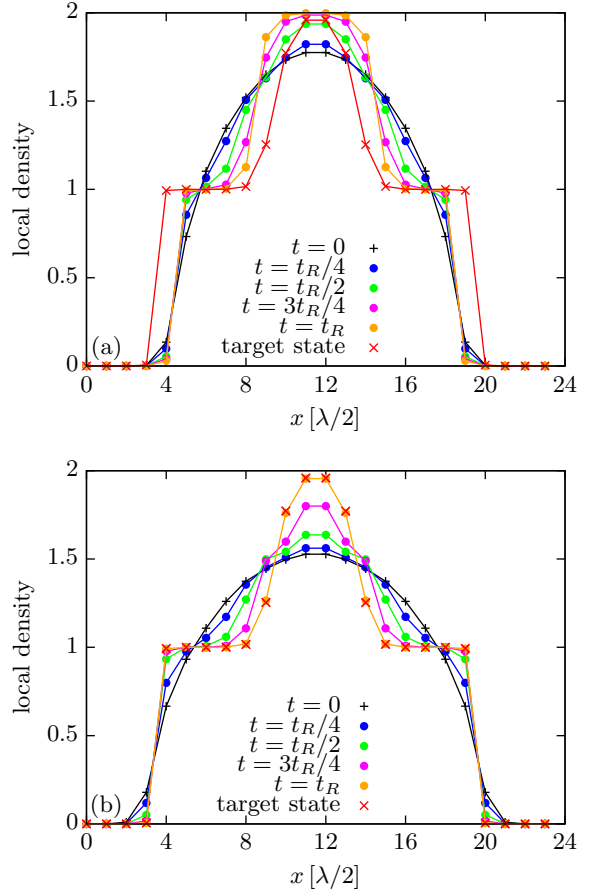 2
1.5
1
0.5
0
local density
t = 0
t = t_R/4
t = t_R/2
t = 3t_R/4
t = t_R
target state
(a)
0 4 8 12 16 20 24
x [λ/2]
2
1.5
1
0.5
0
local density
t = 0
t = t_R/4
t = t_R/2
t = 3t_R/4
t = t_R
target state
(b)
0 4 8 12 16 20 24
x [λ/2]